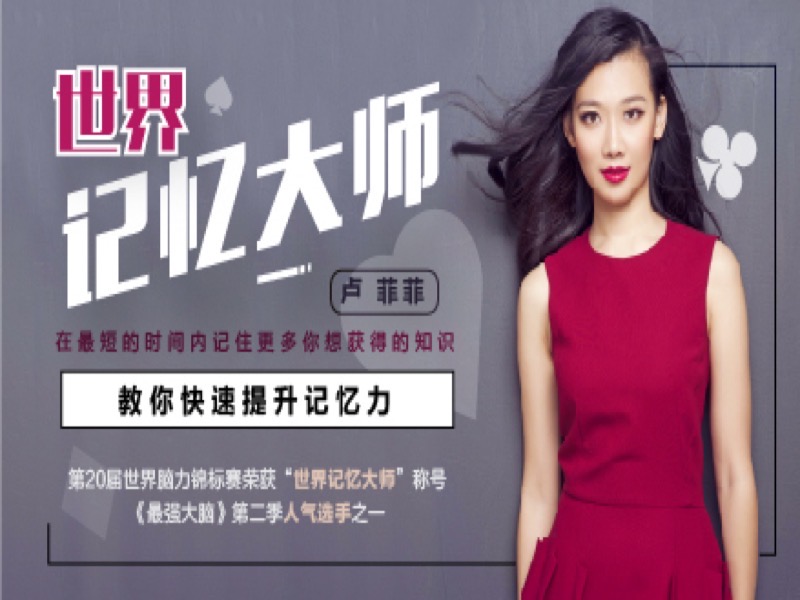 世界
记忆大师
卢菲菲
在最短的时间内记住更多你想获得的知识
教你快速提升记忆力
第20届世界脑力锦标赛荣获“世界记忆大师”称号
《最强大脑》第二季人气选手之一